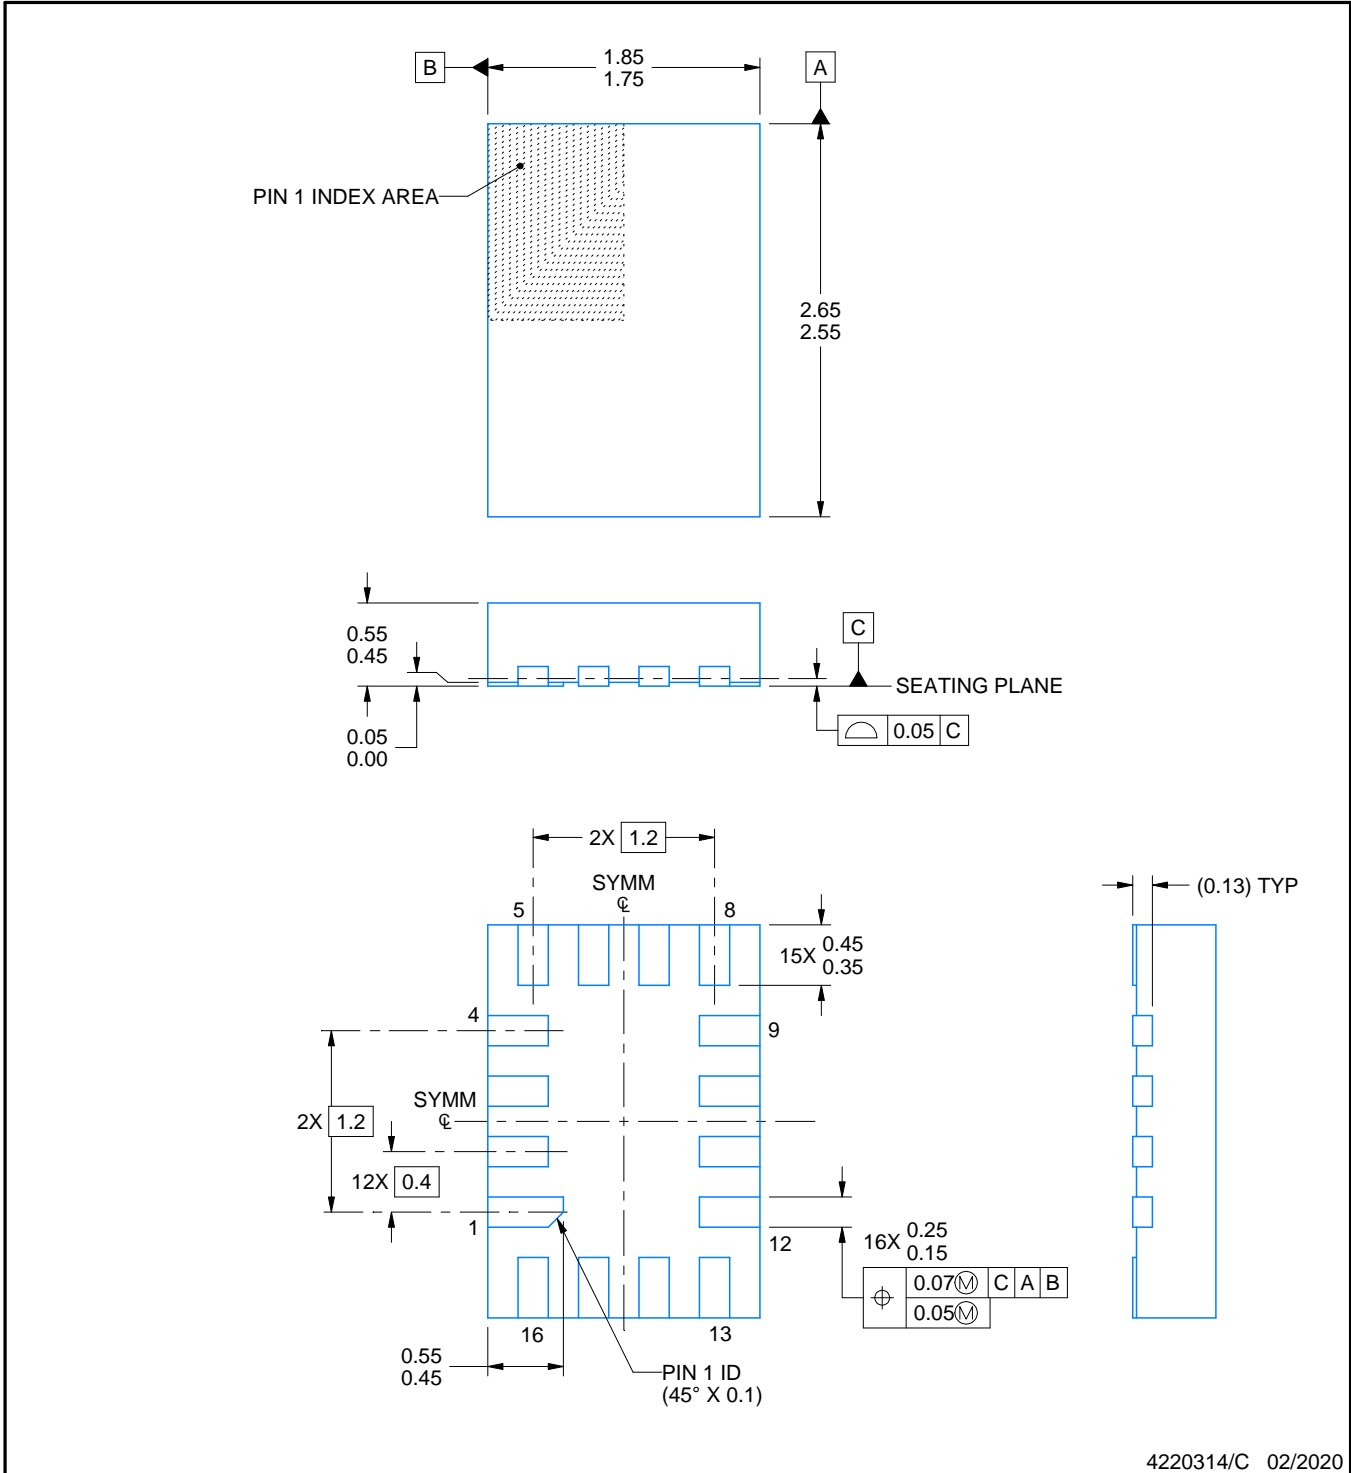 B
1.85
1.75
A
PIN 1 INDEX AREA
2.65
2.55
0.55
0.45
C
SEATING PLANE
0.05 C
0.05
0.00
2X 1.2
SYMM
℄
5
8
(0.13) TYP
15X 0.45
0.35
4
9
SYMM
℄
2X 1.2
12X 0.4
1
12
16X 0.25
0.15
0.07Ⓜ C A B
0.05Ⓜ
16
13
0.55
0.45
PIN 1 ID
(45° X 0.1)
4220314/C 02/2020